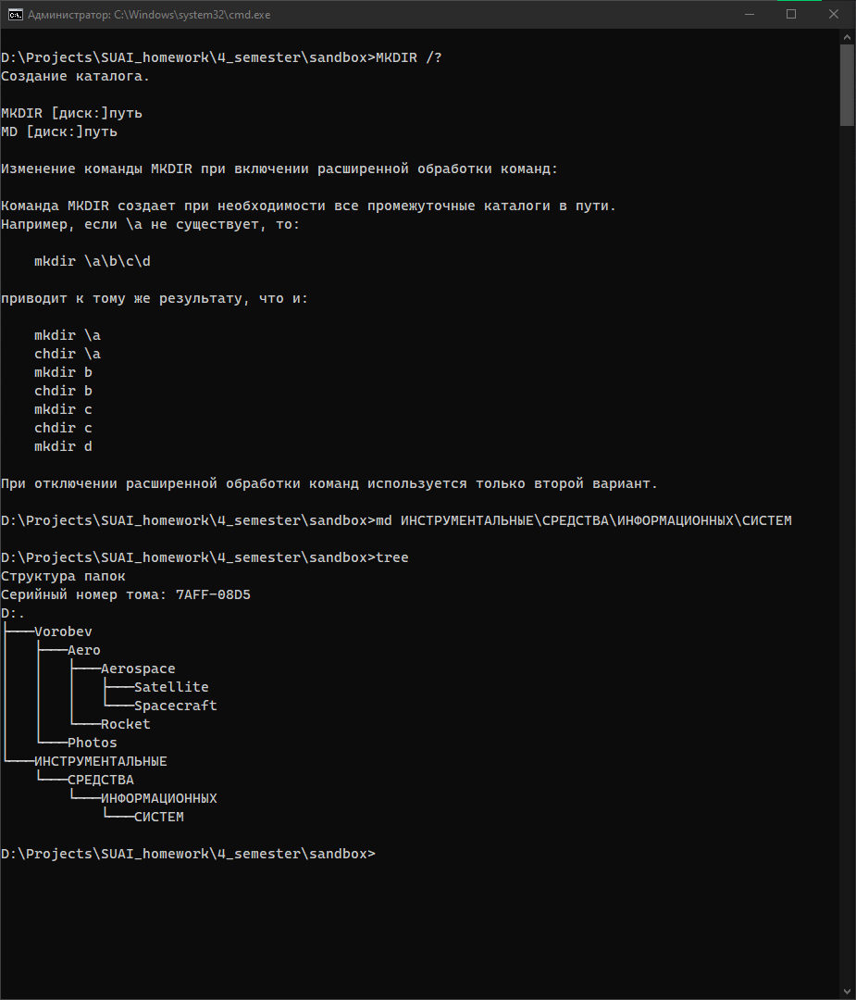 Администратор: C:\Windows\system32\cmd.exe
D:\Projects\SUAI_homework\4_semester\sandbox>MKDIR /?
Создание каталога.
MKDIR [диск:]путь
MD [диск:]путь
Изменение команды MKDIR при включении расширенной обработки команд:
Команда MKDIR создает при необходимости все промежуточные каталоги в пути.
Например, если \a не существует, то:
mkdir \a\b\c\d
приводит к тому же результату, что и:
mkdir \a
chdir \a
mkdir b
chdir b
mkdir c
chdir c
mkdir d
При отключении расширенной обработки команд используется только второй вариант.
D:\Projects\SUAI_homework\4_semester\sandbox>md ИНСТРУМЕНТАЛЬНЫЕ\СРЕДСТВА\ИНФОРМАЦИОННЫХ\СИСТЕМ
D:\Projects\SUAI_homework\4_semester\sandbox>tree
Структура папок
Серийный номер тома: 7AFF-08D5
D:.
├───Vorobev
│   ├───Aero
│   │   ├───Aerospace
│   │   │   ├───Satellite
│   │   │   └───Spacecraft
│   │   └───Rocket
│   └───Photos
└───ИНСТРУМЕНТАЛЬНЫЕ
    └───СРЕДСТВА
        └───ИНФОРМАЦИОННЫХ
            └───СИСТЕМ
D:\Projects\SUAI_homework\4_semester\sandbox>